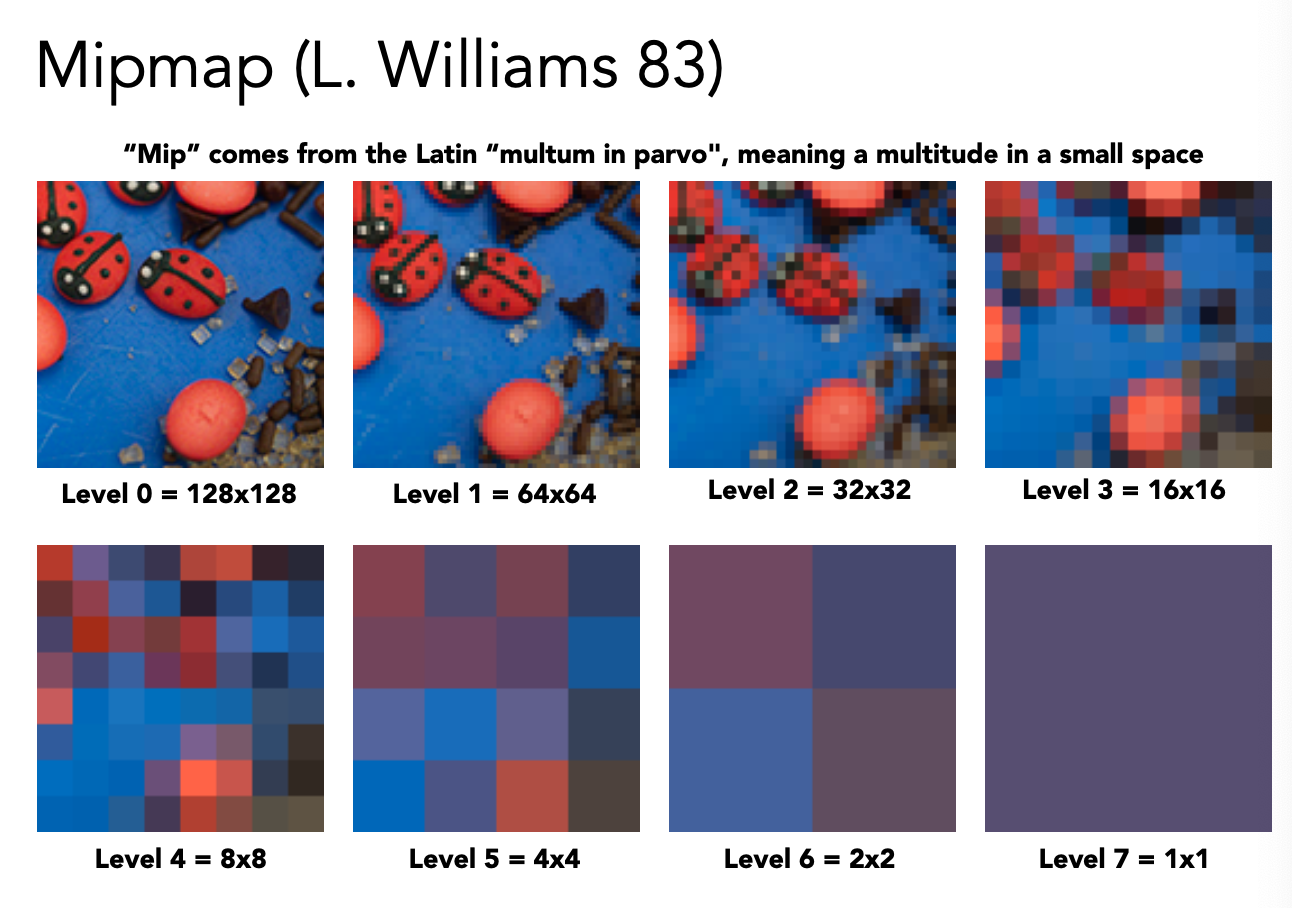 Mipmap (L. Williams 83)
“Mip” comes from the Latin “multum in parvo", meaning a multitude in a small space
Level 0 = 128x128
Level 1 = 64x64
Level 2 = 32x32
Level 3 = 16x16
Level 4 = 8x8
Level 5 = 4x4
Level 6 = 2x2
Level 7 = 1x1